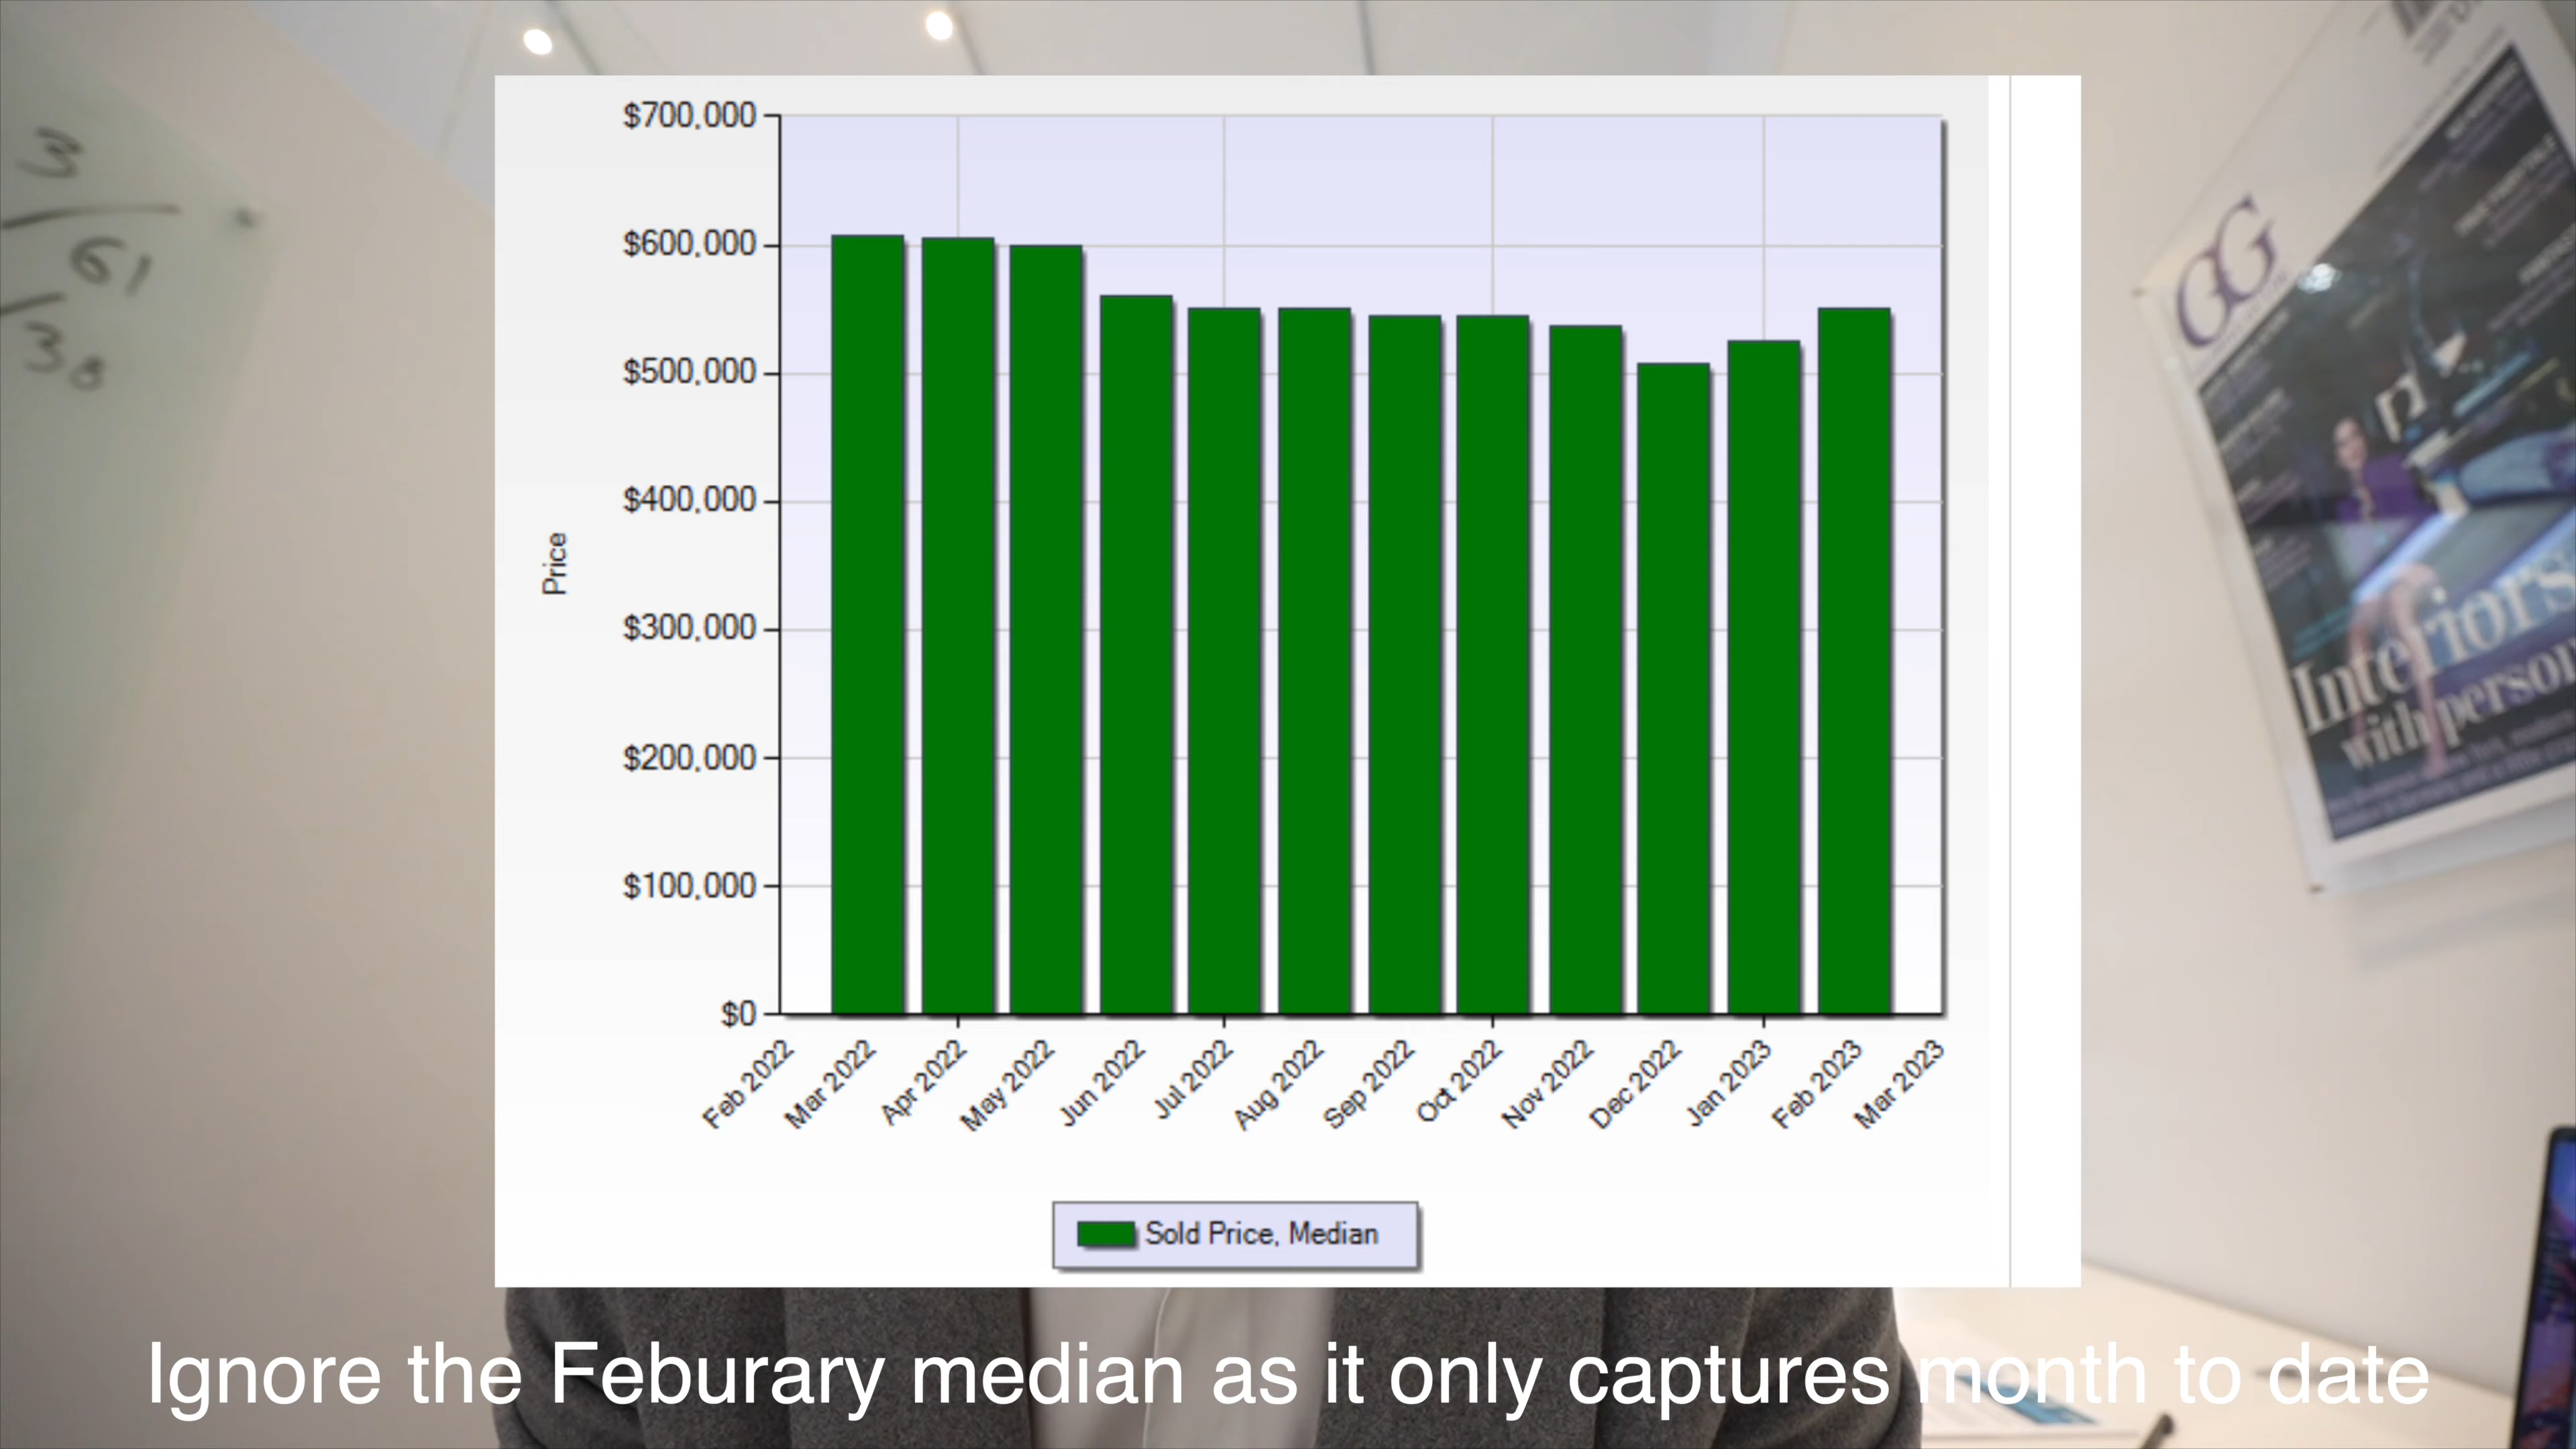 3
61
38
$700,000
$600,000
$500,000
$400,000
$300,000
$200,000
$100,000
$0
Price
Feb 2022
Mar 2022
Apr 2022
May 2022
Jun 2022
Jul 2022
Aug 2022
Sep 2022
Oct 2022
Nov 2022
Dec 2022
Jan 2023
Feb 2023
Mar 2023
Sold Price, Median
GG
Interiors
with person
Ignore the Feburary median as it only captures month to date